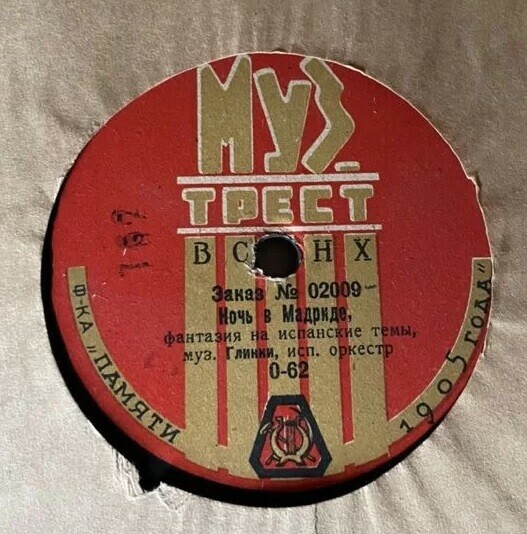 МУЗ
ТРЕСТ
ВСНХ
Заказ № 02009
Ночь в Мадриде,
фантазия на испанские темы,
муз. Глинки, исп. оркестр
О-62
Ф-КА „ПАМЯТИ
1905 ГОДА"